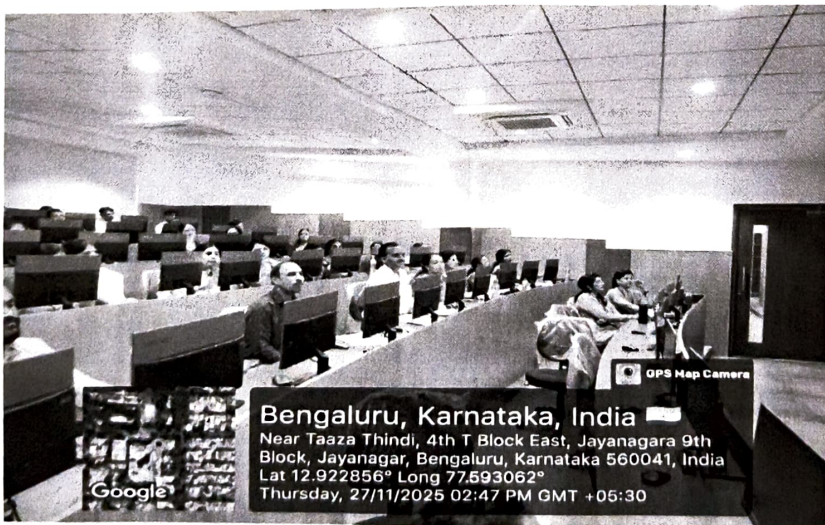 GPS Map Camera
Bengaluru, Karnataka, India
Near Taaza Thindi, 4th T Block East, Jayanagara 9th
Block, Jayanagar, Bengaluru, Karnataka 560041, India
Lat 12.922856° Long 77.593062°
Thursday, 27/11/2025 02:47 PM GMT +05:30
Google